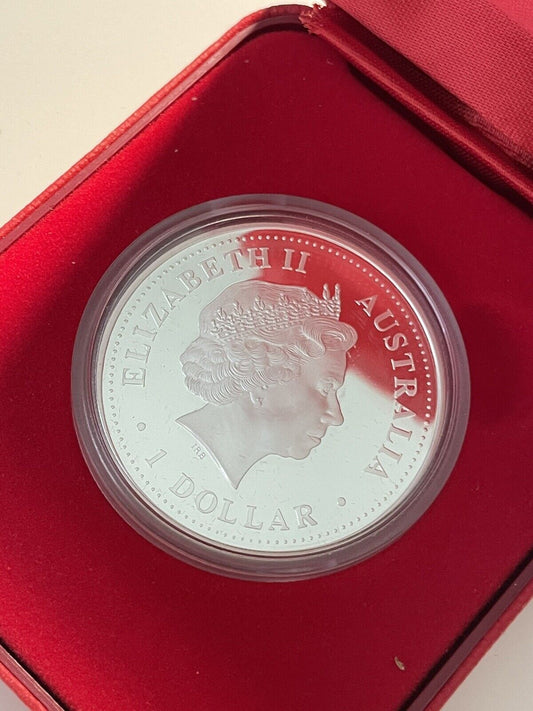 ELIZABETH II
AUSTRALIA
• 1 DOLLAR •
IRB